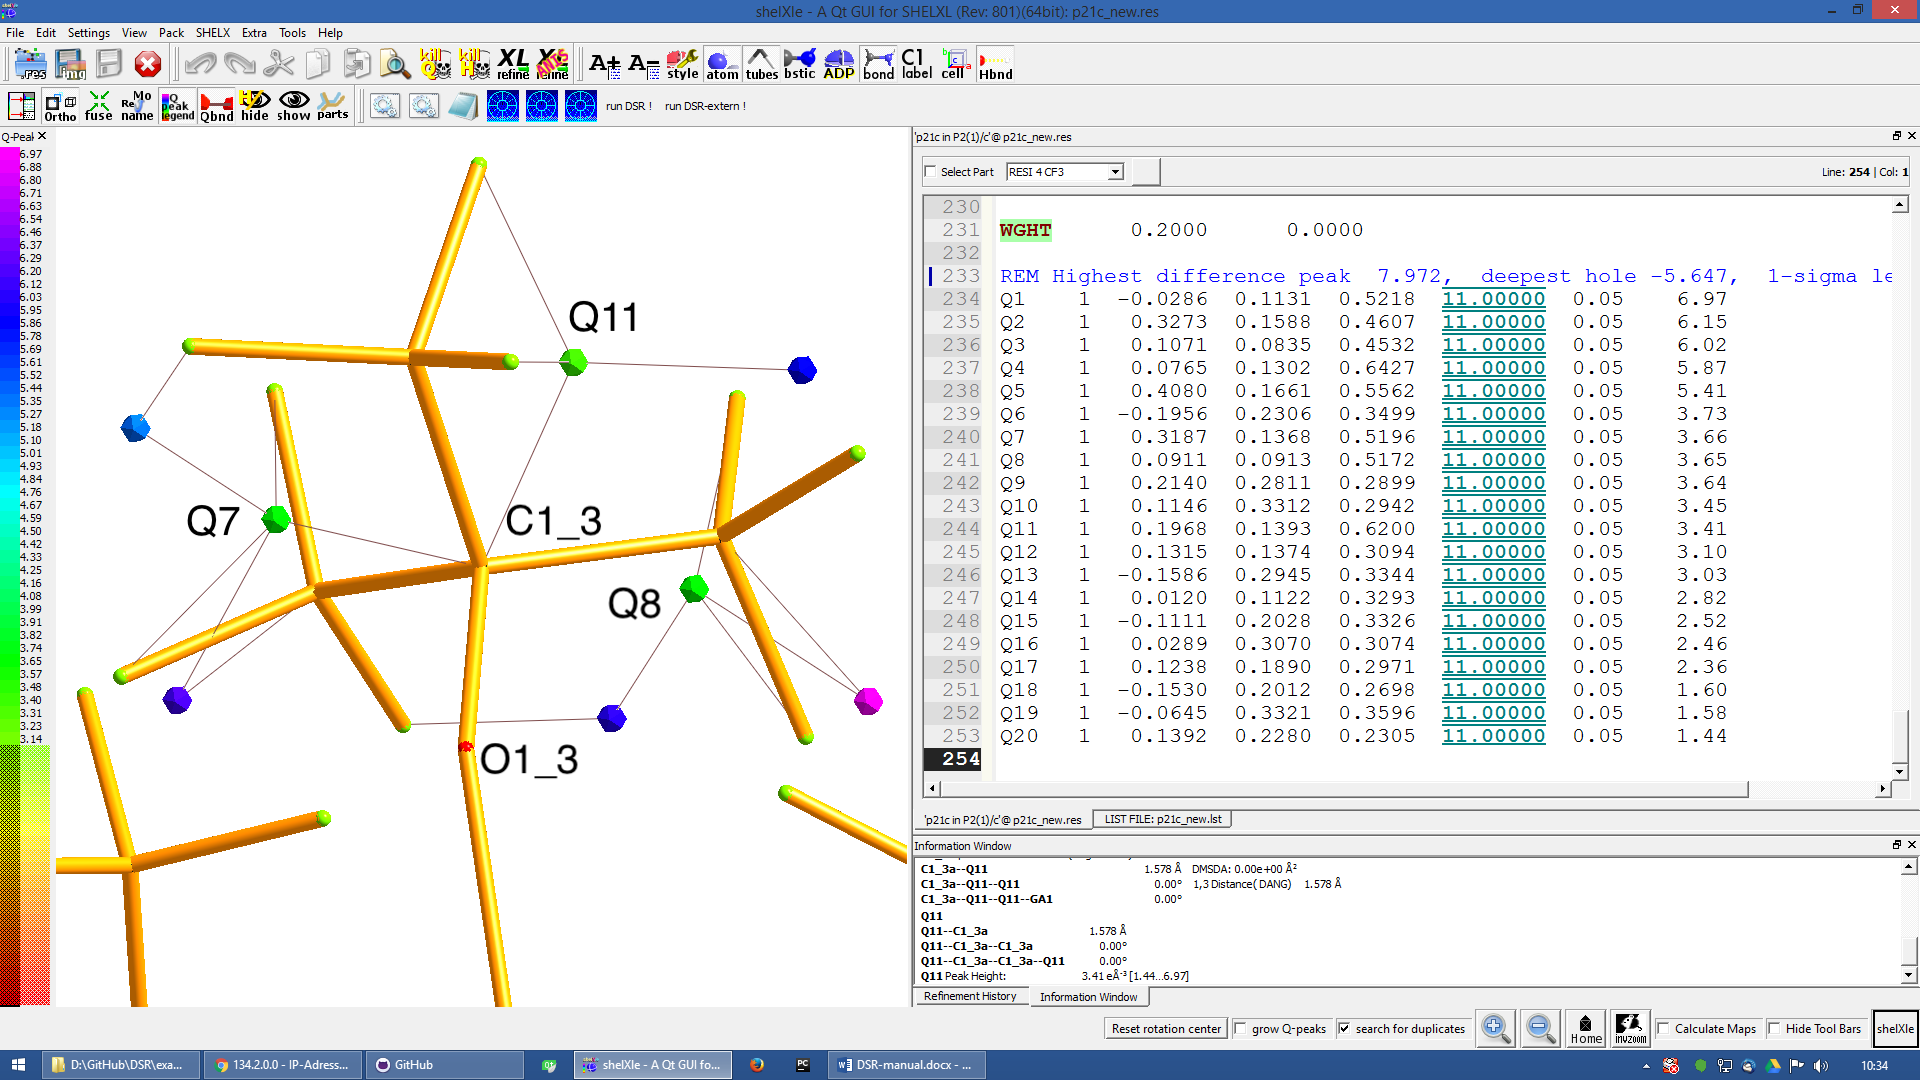 shelXle - A Qt GUI for SHELXL (Rev: 801)(64bit): p21c_new.res
File Edit Settings View Pack SHELX Extra Tools Help
.res img kill Q kill H XL refine refine A+ A- style atom tubes bstic ADP bond C1 label cell Hbnd
Ortho fuse Re Mo name Q peak legend Qbnd hide show parts run DSR ! run DSR-extern !
Q-Peak
6.97
6.88
6.80
6.71
6.63
6.54
6.46
6.37
6.29
6.20
6.12
6.03
5.95
5.86
5.78
5.69
5.61
5.52
5.44
5.35
5.27
5.18
5.10
5.01
4.93
4.84
4.76
4.67
4.59
4.50
4.42
4.33
4.25
4.16
4.08
3.99
3.91
3.82
3.74
3.65
3.57
3.48
3.40
3.31
3.23
3.14
Q11
Q7
C1_3
Q8
O1_3
'p21c in P2(1)/c'@ p21c_new.res
Select Part RESI 4 CF3 Line: 254 | Col: 1
230
231 WGHT 0.2000 0.0000
232
233 REM Highest difference peak 7.972, deepest hole -5.647, 1-sigma le
234 Q1 1 -0.0286 0.1131 0.5218 11.00000 0.05 6.97
235 Q2 1 0.3273 0.1588 0.4607 11.00000 0.05 6.15
236 Q3 1 0.1071 0.0835 0.4532 11.00000 0.05 6.02
237 Q4 1 0.0765 0.1302 0.6427 11.00000 0.05 5.87
238 Q5 1 0.4080 0.1661 0.5562 11.00000 0.05 5.41
239 Q6 1 -0.1956 0.2306 0.3499 11.00000 0.05 3.73
240 Q7 1 0.3187 0.1368 0.5196 11.00000 0.05 3.66
241 Q8 1 0.0911 0.0913 0.5172 11.00000 0.05 3.65
242 Q9 1 0.2140 0.2811 0.2899 11.00000 0.05 3.64
243 Q10 1 0.1146 0.3312 0.2942 11.00000 0.05 3.45
244 Q11 1 0.1968 0.1393 0.6200 11.00000 0.05 3.41
245 Q12 1 0.1315 0.1374 0.3094 11.00000 0.05 3.10
246 Q13 1 -0.1586 0.2945 0.3344 11.00000 0.05 3.03
247 Q14 1 0.0120 0.1122 0.3293 11.00000 0.05 2.82
248 Q15 1 -0.1111 0.2028 0.3326 11.00000 0.05 2.52
249 Q16 1 0.0289 0.3070 0.3074 11.00000 0.05 2.46
250 Q17 1 0.1238 0.1890 0.2971 11.00000 0.05 2.36
251 Q18 1 -0.1530 0.2012 0.2698 11.00000 0.05 1.60
252 Q19 1 -0.0645 0.3321 0.3596 11.00000 0.05 1.58
253 Q20 1 0.1392 0.2280 0.2305 11.00000 0.05 1.44
254
'p21c in P2(1)/c'@ p21c_new.res LIST FILE: p21c_new.lst
Information Window
C1_3a--Q11 1.578 Å DMSDA: 0.00e+00 Å²
C1_3a--Q11--Q11 0.00° 1,3 Distance( DANG) 1.578 Å
C1_3a--Q11--Q11--GA1 0.00°
Q11
Q11--C1_3a 1.578 Å
Q11--C1_3a--C1_3a 0.00°
Q11--C1_3a--C1_3a--Q11 0.00°
Q11 Peak Height: 3.41 eÅ⁻³ [1.44...6.97]
Refinement History Information Window
Reset rotation center grow Q-peaks search for duplicates Home invzoom Calculate Maps Hide Tool Bars shelXle
D:\GitHub\DSR\exa... 134.2.0.0 - IP-Adress... GitHub shelXle - A Qt GUI fo... PC DSR-manual.docx - ... 10:34